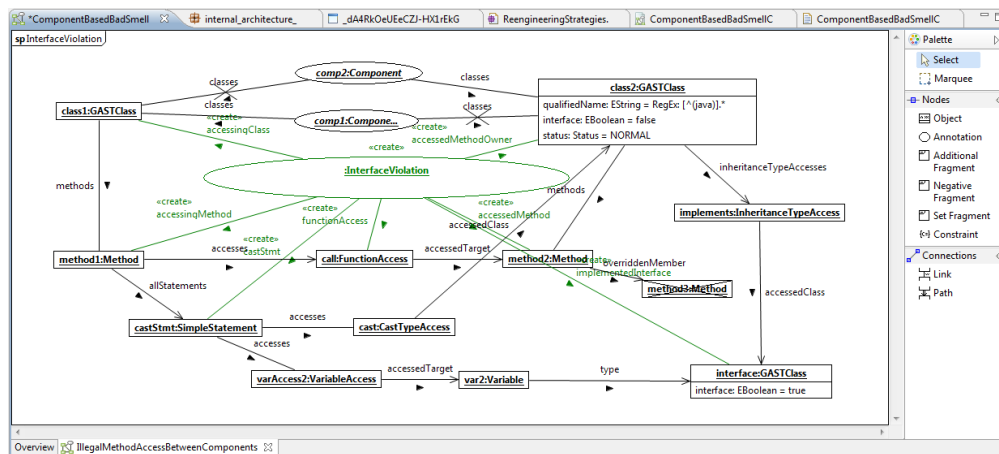 *ComponentBasedBadSmell
internal_architecture_
_dA4RkOeUEeCZJ-HX1rEkG
ReengineeringStrategies.
ComponentBasedBadSmellIC
ComponentBasedBadSmellIC
sp InterfaceViolation
comp2:Component
classes
classes
class1:GASTClass
classes
comp1:Compone...
classes
class2:GASTClass
qualifiedName: EString = RegEx: [^(java)].*
interface: EBoolean = false
status: Status = NORMAL
«create»
accessingClass
«create»
accessedMethodOwner
«create»
:InterfaceViolation
methods
methods
inheritanceTypeAccesses
«create»
accessingMethod
«create»
functionAccess
«create»
accessedMethod
accessedClass
implements:InheritanceTypeAccess
«create»
castStmt
method1:Method
accesses
call:FunctionAccess
accessedTarget
method2:Method
overriddenMember
«create»
implementedInterface
method3:Method
allStatements
accessedClass
castStmt:SimpleStatement
accesses
cast:CastTypeAccess
accesses
varAccess2:VariableAccess
accessedTarget
var2:Variable
type
interface:GASTClass
interface: EBoolean = true
Palette
Select
Marquee
Nodes
Object
Annotation
Additional
Fragment
Negative
Fragment
Set Fragment
Constraint
Connections
Link
Path
Overview
IllegalMethodAccessBetweenComponents